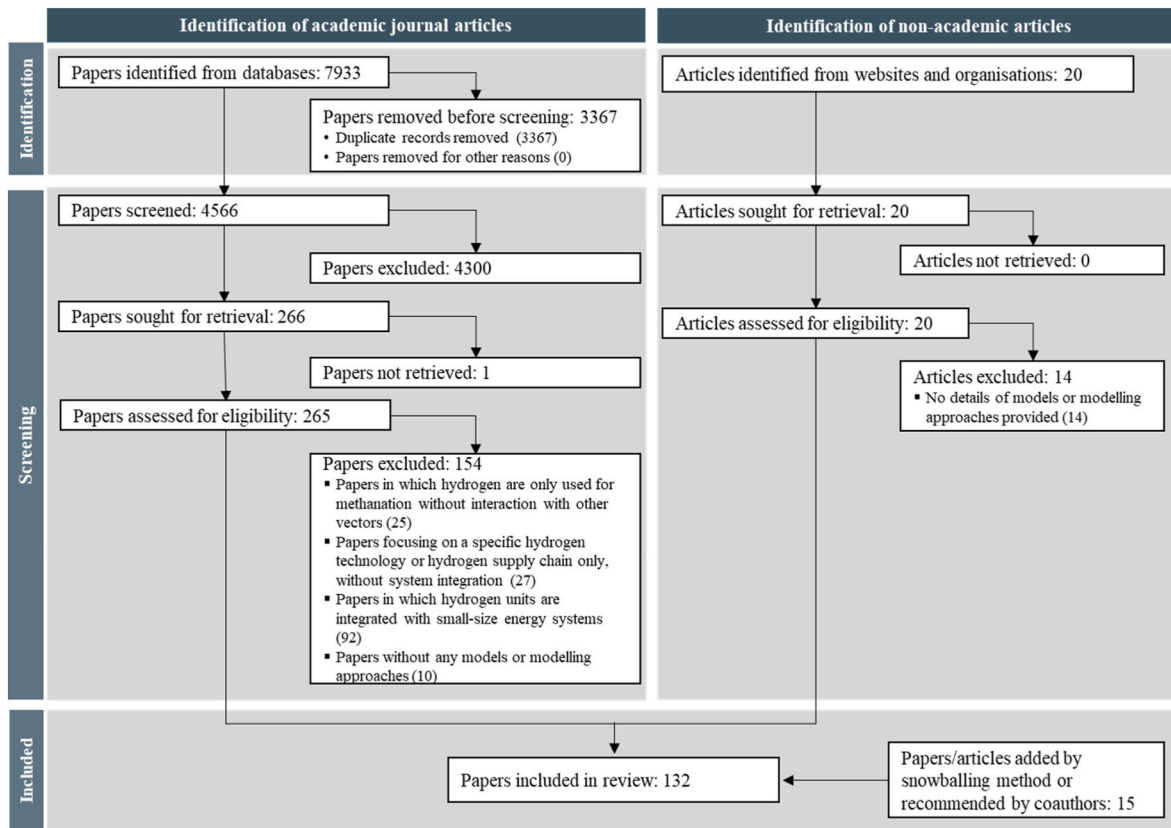 Identification of academic journal articles
Identification of non-academic articles
Identification
Papers identified from databases: 7933
Papers removed before screening: 3367
• Duplicate records removed (3367)
• Papers removed for other reasons (0)
Articles identified from websites and organisations: 20
Screening
Papers screened: 4566
Papers excluded: 4300
Papers sought for retrieval: 266
Papers not retrieved: 1
Papers assessed for eligibility: 265
Papers excluded: 154
▪ Papers in which hydrogen are only used for
methanation without interaction with other
vectors (25)
▪ Papers focusing on a specific hydrogen
technology or hydrogen supply chain only,
without system integration (27)
▪ Papers in which hydrogen units are
integrated with small-size energy systems
(92)
▪ Papers without any models or modelling
approaches (10)
Articles sought for retrieval: 20
Articles not retrieved: 0
Articles assessed for eligibility: 20
Articles excluded: 14
▪ No details of models or modelling
approaches provided (14)
Included
Papers included in review: 132
Papers/articles added by
snowballing method or
recommended by coauthors: 15